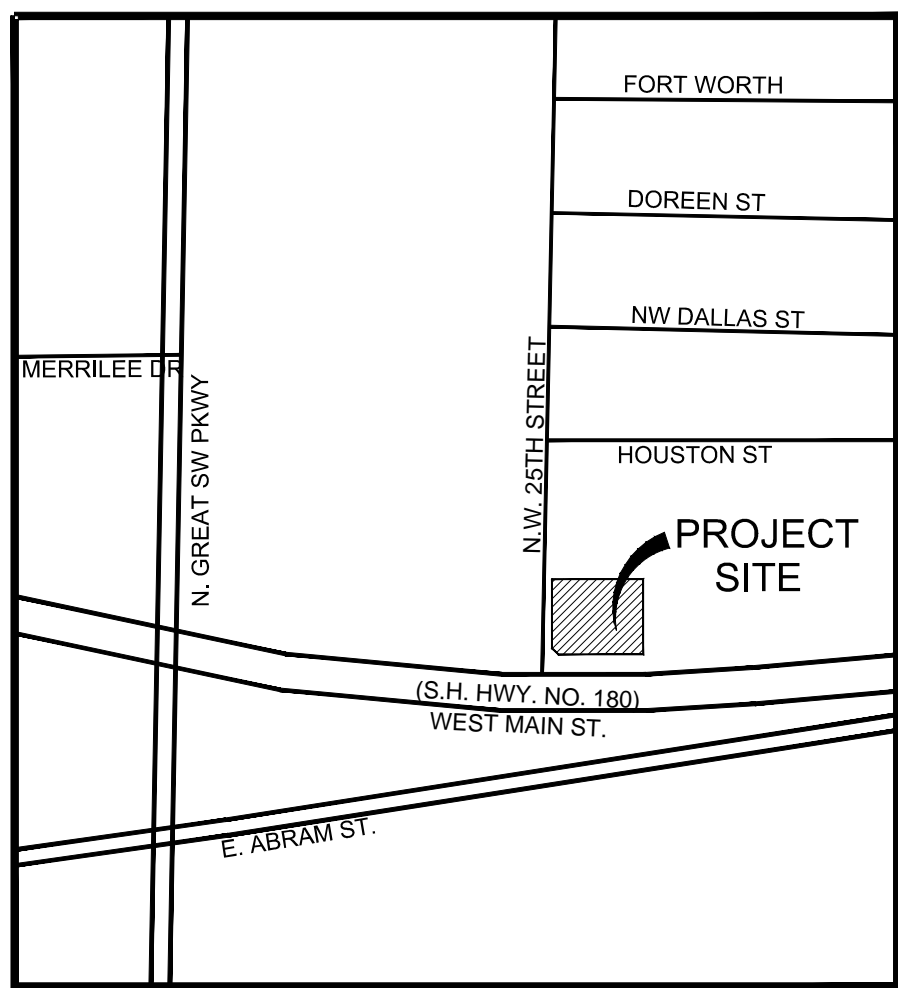 FORT WORTH
DOREEN ST
NW DALLAS ST
MERRILEE DR
N. GREAT SW PKWY
N.W. 25TH STREET
HOUSTON ST
PROJECT
SITE
(S.H. HWY. NO. 180)
WEST MAIN ST.
E. ABRAM ST.